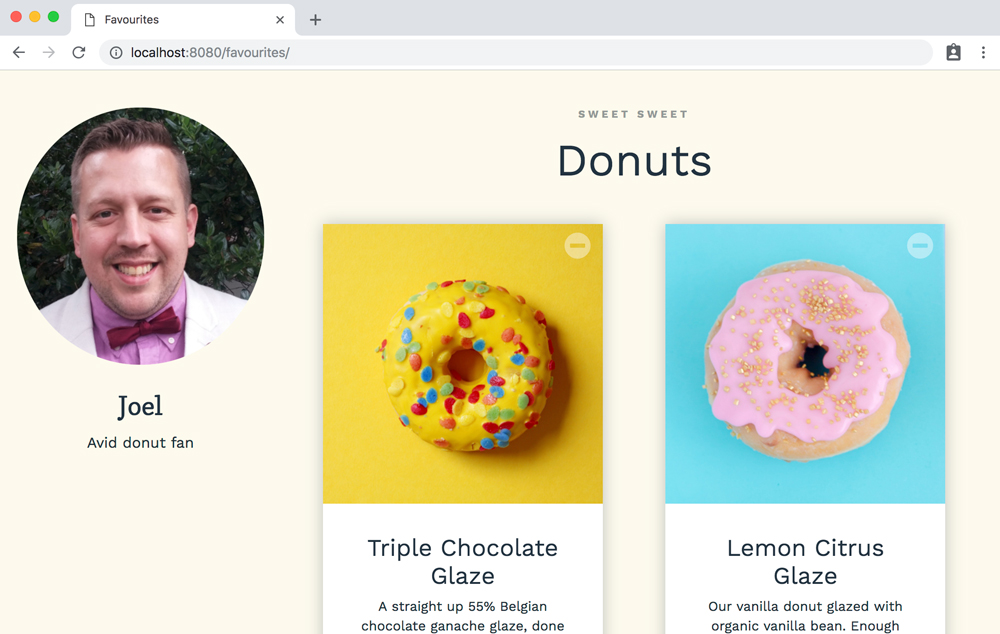 Favourites
localhost:8080/favourites/
SWEET SWEET
Donuts
Joel
Avid donut fan
Triple Chocolate
Glaze
A straight up 55% Belgian
chocolate ganache glaze, done
Lemon Citrus
Glaze
Our vanilla donut glazed with
organic vanilla bean. Enough